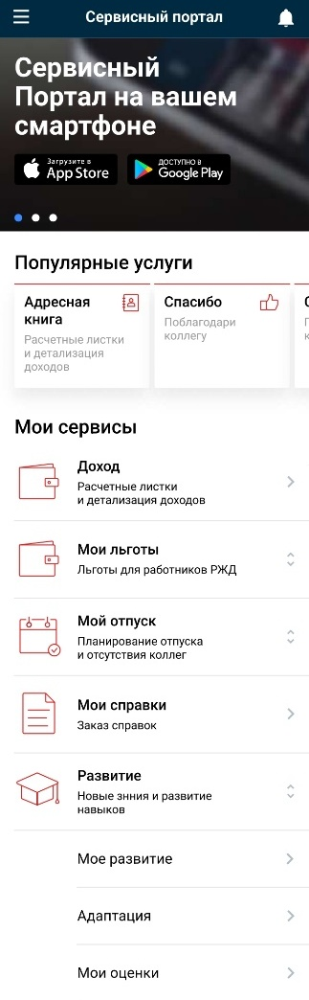 Сервисный портал
Сервисный
Портал на вашем
смартфоне
Загрузите в
App Store
ДОСТУПНО В
Google Play
Популярные услуги
Адресная
книга
Расчетные листки
и детализация
доходов
Спасибо
Поблагодари
коллегу
Мои сервисы
Доход
Расчетные листки
и детализация доходов
Мои льготы
Льготы для работников РЖД
Мой отпуск
Планирование отпуска
и отсутствия коллег
Мои справки
Заказ справок
Развитие
Новые знния и развитие
навыков
Мое развитие
Адаптация
Мои оценки